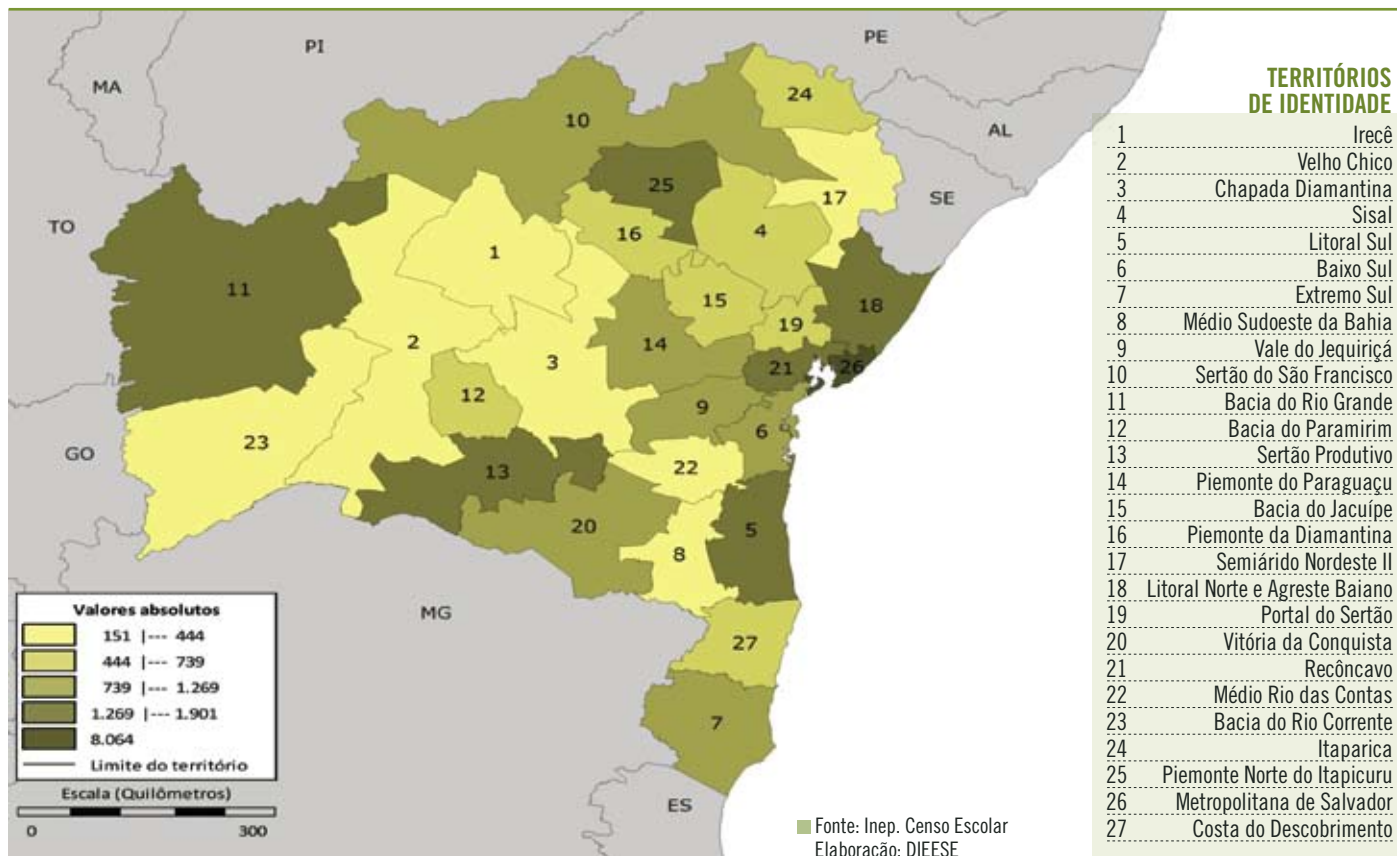 PI
PE
MA
AL
SE
TO
GO
MG
ES
24
10
17
25
16
4
1
11
15
18
19
2
14
3
21
26
12
9
6
23
22
13
20
5
8
27
7
Valores absolutos
151 |--- 444
444 |--- 739
739 |--- 1.269
1.269 |--- 1.901
8.064
Limite do território
Escala (Quilômetros)
0 300
Fonte: Inep. Censo Escolar
Elaboração: DIEESE
TERRITÓRIOS
DE IDENTIDADE
1 Irecê
2 Velho Chico
3 Chapada Diamantina
4 Sisal
5 Litoral Sul
6 Baixo Sul
7 Extremo Sul
8 Médio Sudoeste da Bahia
9 Vale do Jequiriçá
10 Sertão do São Francisco
11 Bacia do Rio Grande
12 Bacia do Paramirim
13 Sertão Produtivo
14 Piemonte do Paraguaçu
15 Bacia do Jacuípe
16 Piemonte da Diamantina
17 Semiárido Nordeste II
18 Litoral Norte e Agreste Baiano
19 Portal do Sertão
20 Vitória da Conquista
21 Recôncavo
22 Médio Rio das Contas
23 Bacia do Rio Corrente
24 Itaparica
25 Piemonte Norte do Itapicuru
26 Metropolitana de Salvador
27 Costa do Descobrimento